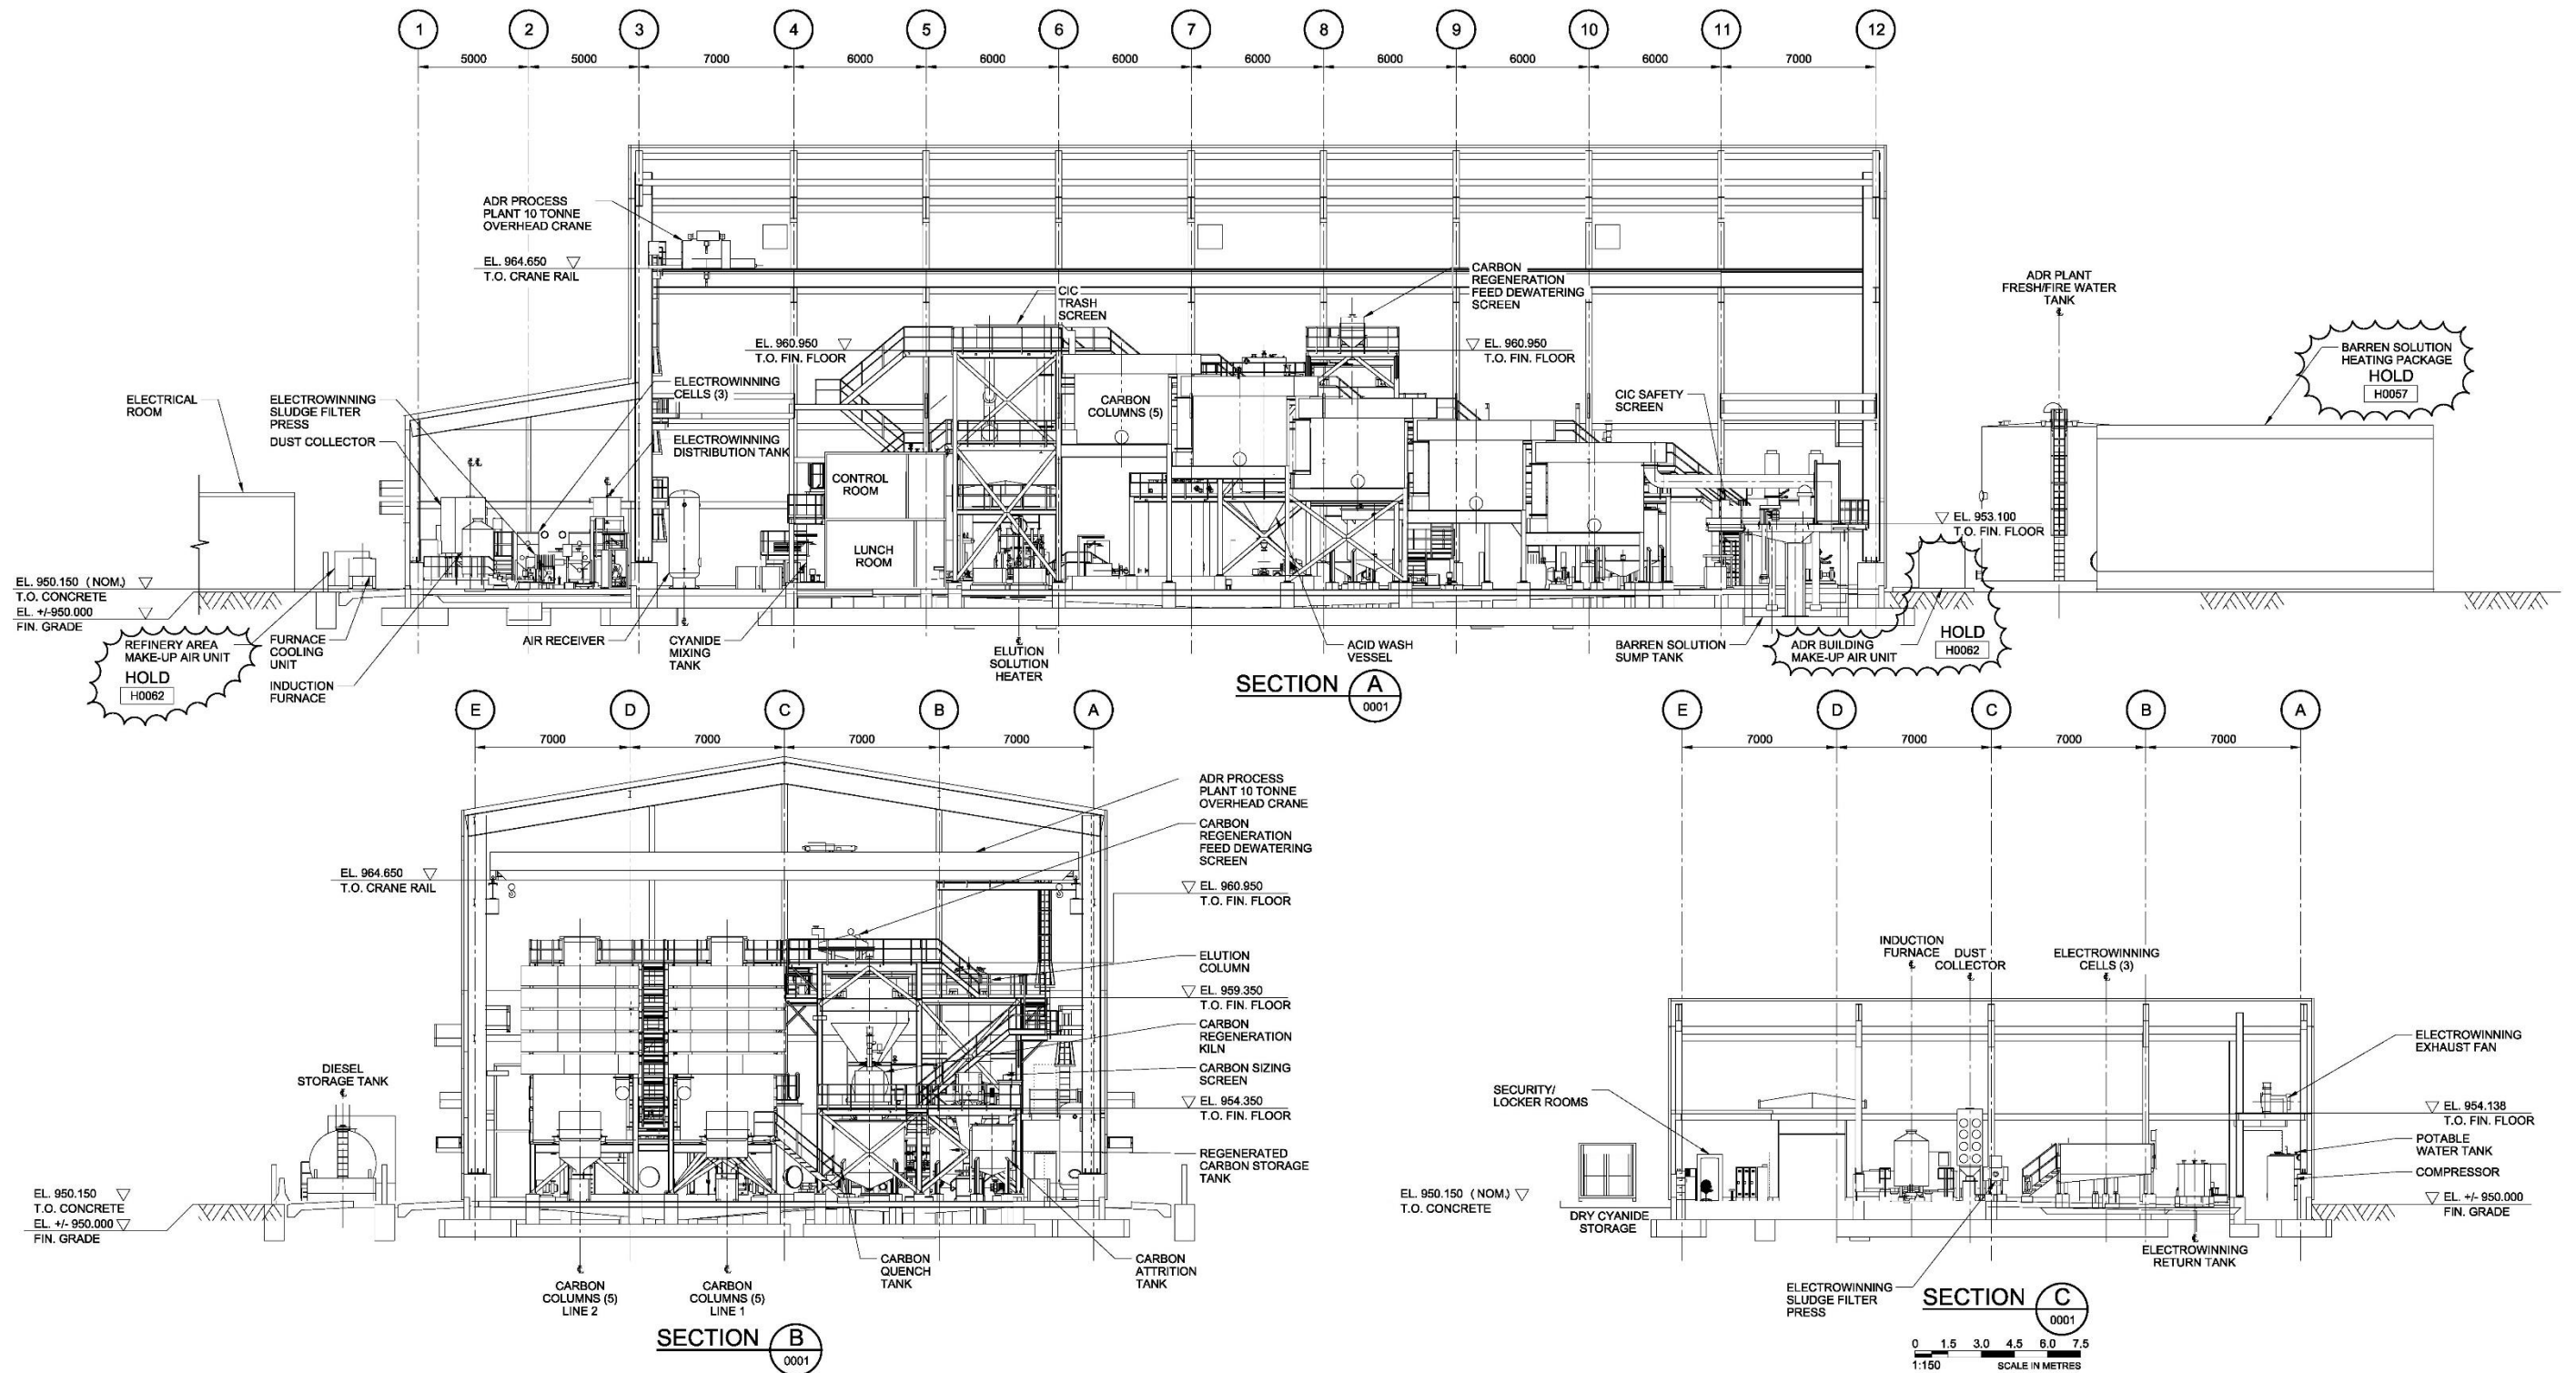 1 2 3 4 5 6 7 8 9 10 11 12
5000 5000 7000 6000 6000 6000 6000 6000 6000 6000 7000
ADR PROCESS
PLANT 10 TONNE
OVERHEAD CRANE
EL. 964.650
T.O. CRANE RAIL
CIC
TRASH
SCREEN
CARBON
REGENERATION
FEED DEWATERING
SCREEN
ADR PLANT
FRESH/FIRE WATER
TANK
℄
EL. 960.950
T.O. FIN. FLOOR
EL. 960.950
T.O. FIN. FLOOR
BARREN SOLUTION
HEATING PACKAGE
HOLD
H0057
ELECTRICAL
ROOM
ELECTROWINNING
SLUDGE FILTER
PRESS
DUST COLLECTOR
ELECTROWINNING
CELLS (3)
ELECTROWINNING
DISTRIBUTION TANK
CARBON
COLUMNS (5)
CIC SAFETY
SCREEN
CONTROL
ROOM
LUNCH
ROOM
EL. 953.100
T.O. FIN. FLOOR
EL. 950.150 (NOM.)
T.O. CONCRETE
EL. +/-950.000
FIN. GRADE
REFINERY AREA
MAKE-UP AIR UNIT
HOLD
H0062
FURNACE
COOLING
UNIT
INDUCTION
FURNACE
AIR RECEIVER
℄
CYANIDE
MIXING
TANK
℄
ELUTION
SOLUTION
HEATER
ACID WASH
VESSEL
BARREN SOLUTION
SUMP TANK
ADR BUILDING
MAKE-UP AIR UNIT
HOLD
H0062
SECTION A
0001
E D C B A
7000 7000 7000 7000
ADR PROCESS
PLANT 10 TONNE
OVERHEAD CRANE
CARBON
REGENERATION
FEED DEWATERING
SCREEN
EL. 964.650
T.O. CRANE RAIL
EL. 960.950
T.O. FIN. FLOOR
ELUTION
COLUMN
EL. 959.350
T.O. FIN. FLOOR
CARBON
REGENERATION
KILN
CARBON SIZING
SCREEN
EL. 954.350
T.O. FIN. FLOOR
REGENERATED
CARBON STORAGE
TANK
DIESEL
STORAGE TANK
℄
EL. 950.150
T.O. CONCRETE
EL. +/- 950.000
FIN. GRADE
℄
CARBON
COLUMNS (5)
LINE 2
℄
CARBON
COLUMNS (5)
LINE 1
CARBON
QUENCH
TANK
CARBON
ATTRITION
TANK
SECTION B
0001
E D C B A
7000 7000 7000 7000
INDUCTION
FURNACE
℄
DUST
COLLECTOR
℄
ELECTROWINNING
CELLS (3)
℄
ELECTROWINNING
EXHAUST FAN
SECURITY/
LOCKER ROOMS
EL. 954.138
T.O. FIN. FLOOR
POTABLE
WATER TANK
COMPRESSOR
EL. 950.150 (NOM.)
T.O. CONCRETE
EL. +/- 950.000
FIN. GRADE
DRY CYANIDE
STORAGE
℄
ELECTROWINNING
RETURN TANK
ELECTROWINNING
SLUDGE FILTER
PRESS
SECTION C
0001
0 1.5 3.0 4.5 6.0 7.5
1:150 SCALE IN METRES